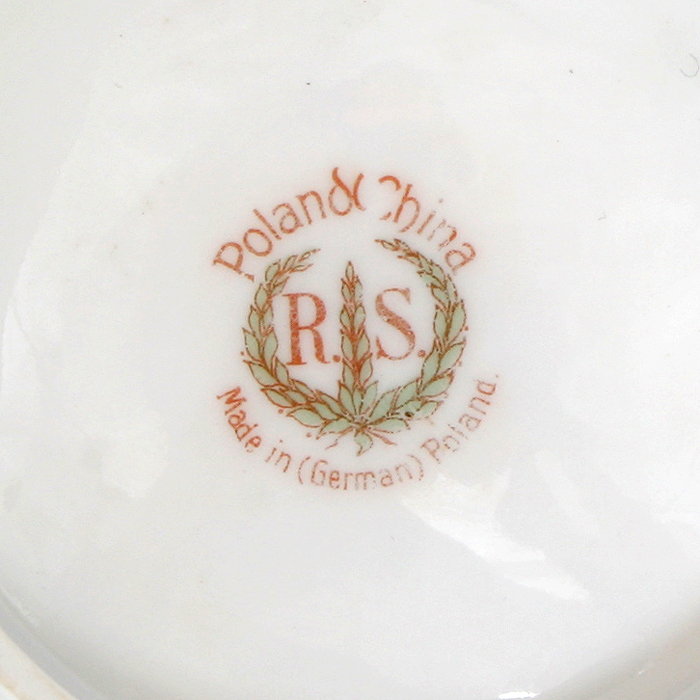 Poland China
R. S.
Made in (German) Poland.